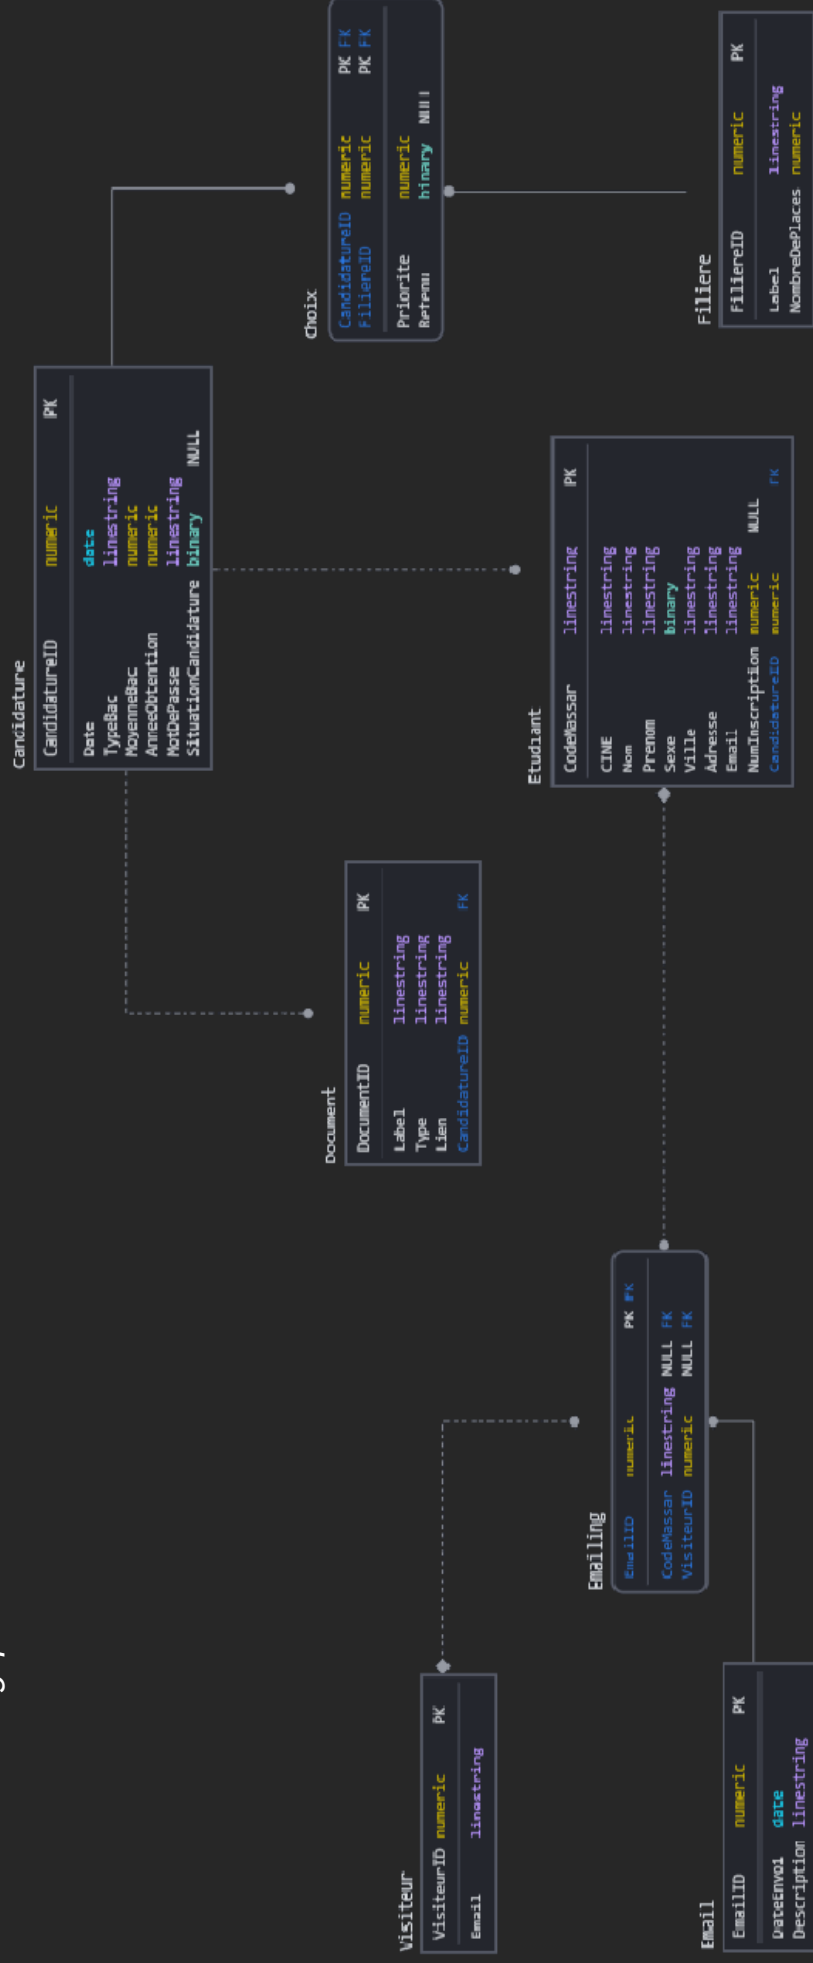 Candidature
CandidatureID numeric PK
Date date
TypeBac linestring
MoyenneBac numeric
AnneeObtention numeric
MotDePasse linestring
SituationCandidature binary NULL
Choix
CandidatureID numeric PK FK
FiliereID numeric PK FK
Priorite numeric
Retenu binary NULL
Filiere
FiliereID numeric PK
Label linestring
NombreDePlaces numeric
Document
DocumentID numeric PK
Label linestring
Type linestring
Lien linestring
CandidatureID numeric FK
Etudiant
CodeMassar linestring PK
CINE linestring
Nom linestring
Prenom linestring
Sexe binary
Ville linestring
Adresse linestring
Email linestring
NumInscription numeric NULL
CandidatureID numeric FK
Visiteur
VisiteurID numeric PK
Email linestring
Emailing
EmailID numeric PK FK
CodeMassar linestring NULL FK
VisiteurID numeric NULL FK
Email
EmailID numeric PK
DateEnvoi date
Description linestring